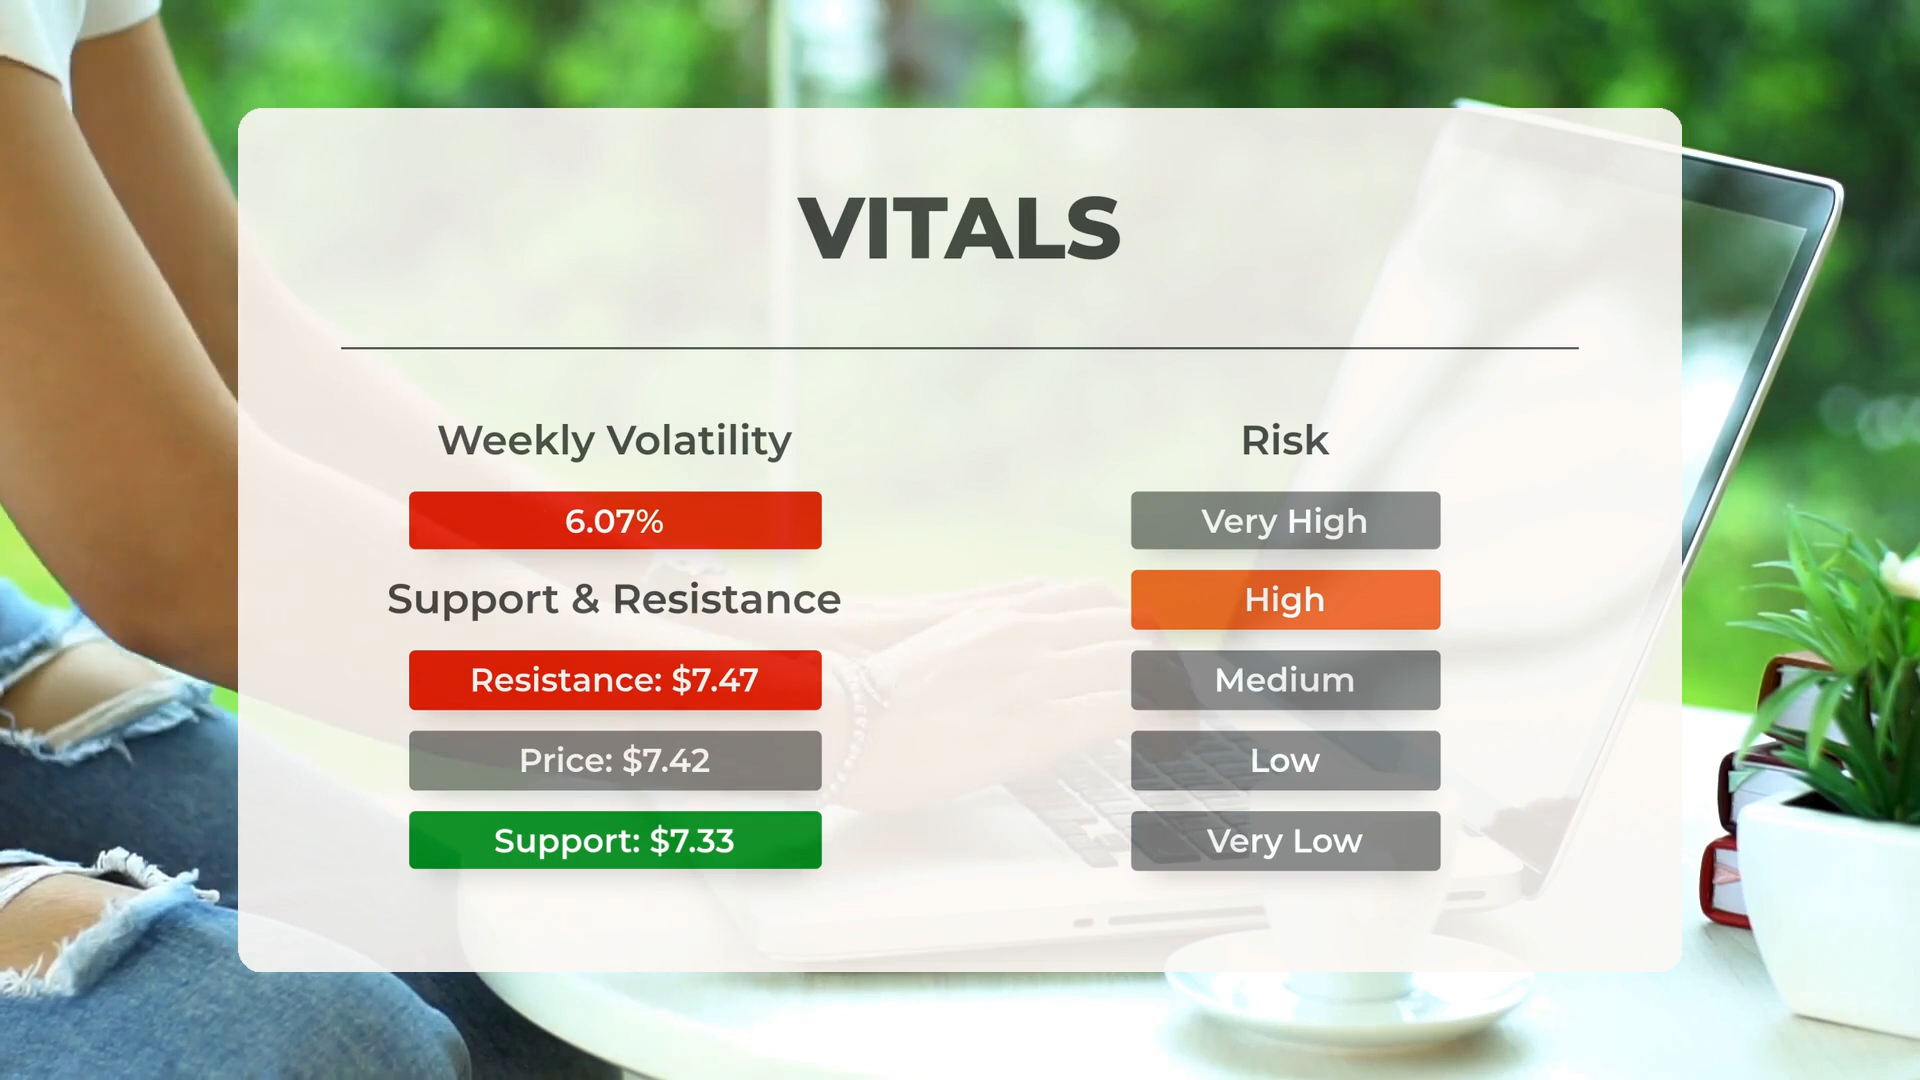 VITALS
Weekly Volatility
6.07%
Support & Resistance
Resistance: $7.47
Price: $7.42
Support: $7.33
Risk
Very High
High
Medium
Low
Very Low